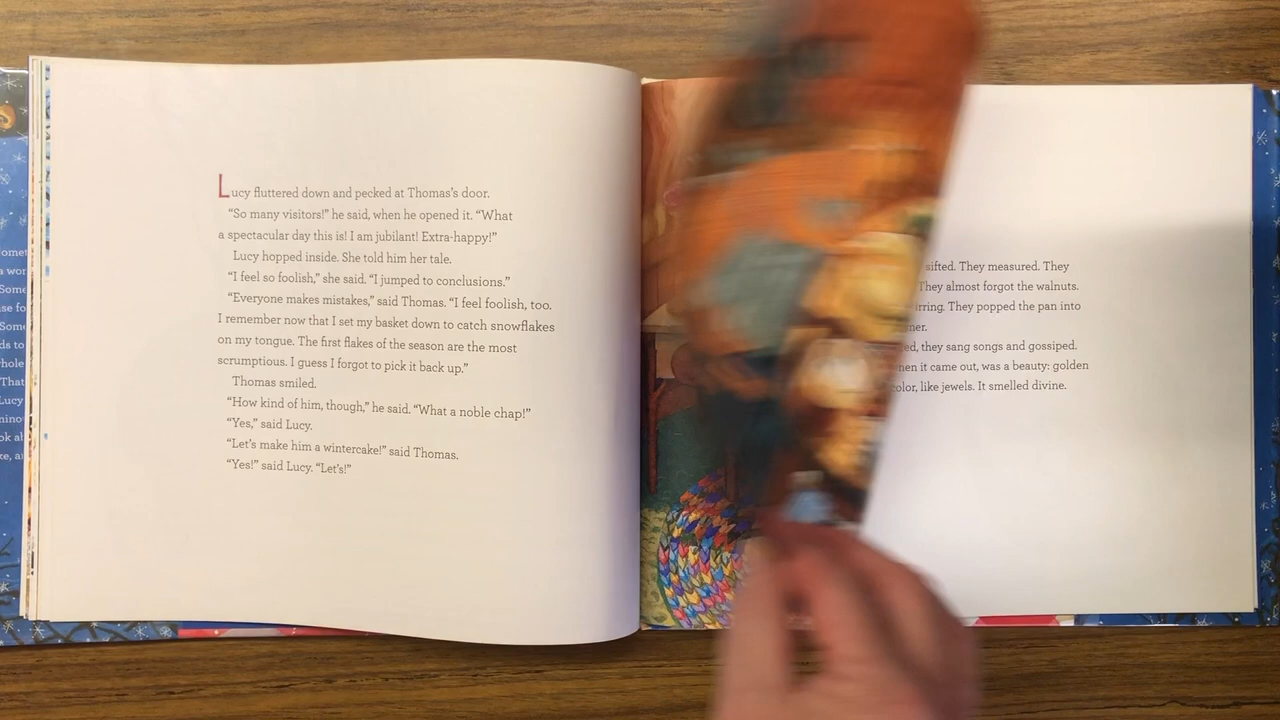 Lucy fluttered down and pecked at Thomas's door.
"So many visitors!" he said, when he opened it. "What
a spectacular day this is! I am jubilant! Extra-happy!"
Lucy hopped inside. She told him her tale.
"I feel so foolish," she said. "I jumped to conclusions."
"Everyone makes mistakes," said Thomas. "I feel foolish, too.
I remember now that I set my basket down to catch snowflakes
on my tongue. The first flakes of the season are the most
scrumptious. I guess I forgot to pick it back up."
Thomas smiled.
"How kind of him, though," he said. "What a noble chap!"
"Yes," said Lucy.
"Let's make him a wintercake!" said Thomas.
"Yes!" said Lucy. "Let's!"
sifted. They measured. They
They almost forgot the walnuts.
They popped the pan into
they sang songs and gossiped.
it came out, was a beauty: golden
like jewels. It smelled divine.